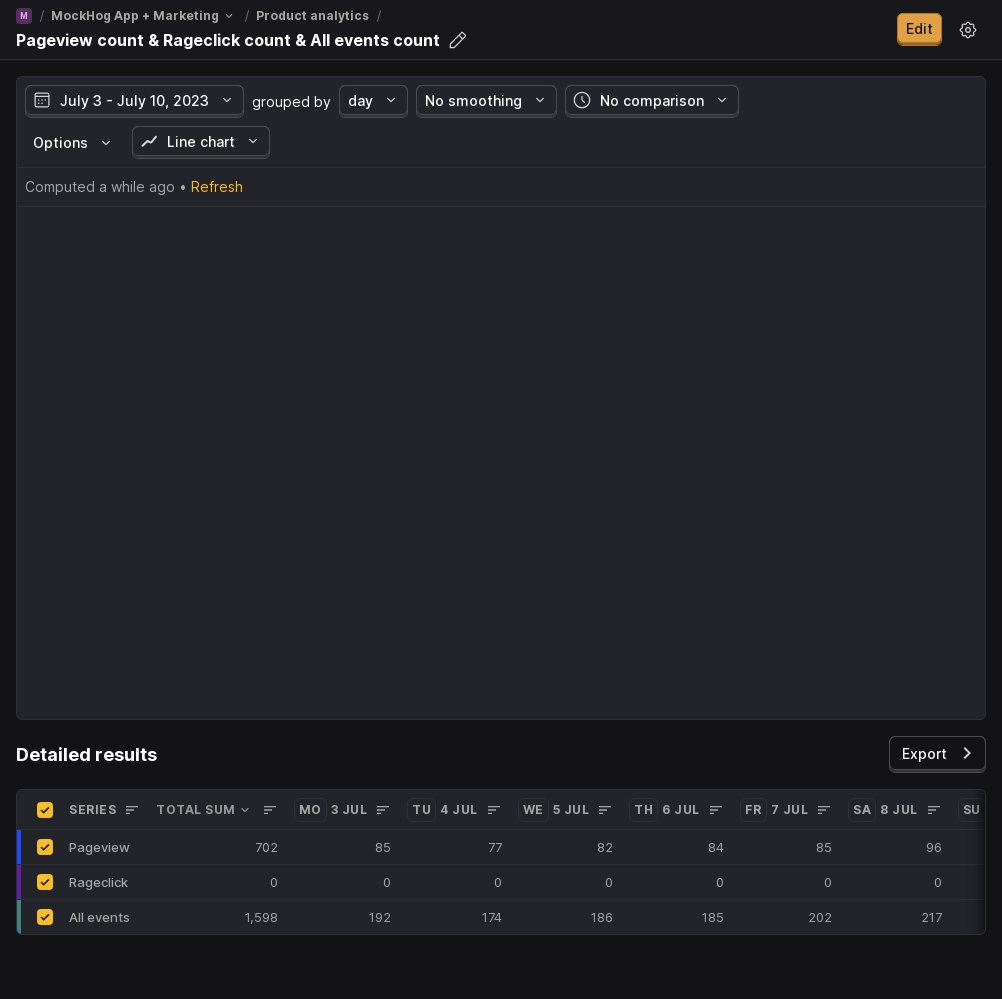 M / MockHog App + Marketing / Product analytics /
Pageview count & Rageclick count & All events count
Edit
July 3 - July 10, 2023 grouped by day No smoothing No comparison
Options Line chart
Computed a while ago • Refresh
Detailed results
Export
SERIES TOTAL SUM MO 3 JUL TU 4 JUL WE 5 JUL TH 6 JUL FR 7 JUL SA 8 JUL SU
Pageview 702 85 77 82 84 85 96
Rageclick 0 0 0 0 0 0 0
All events 1,598 192 174 186 185 202 217